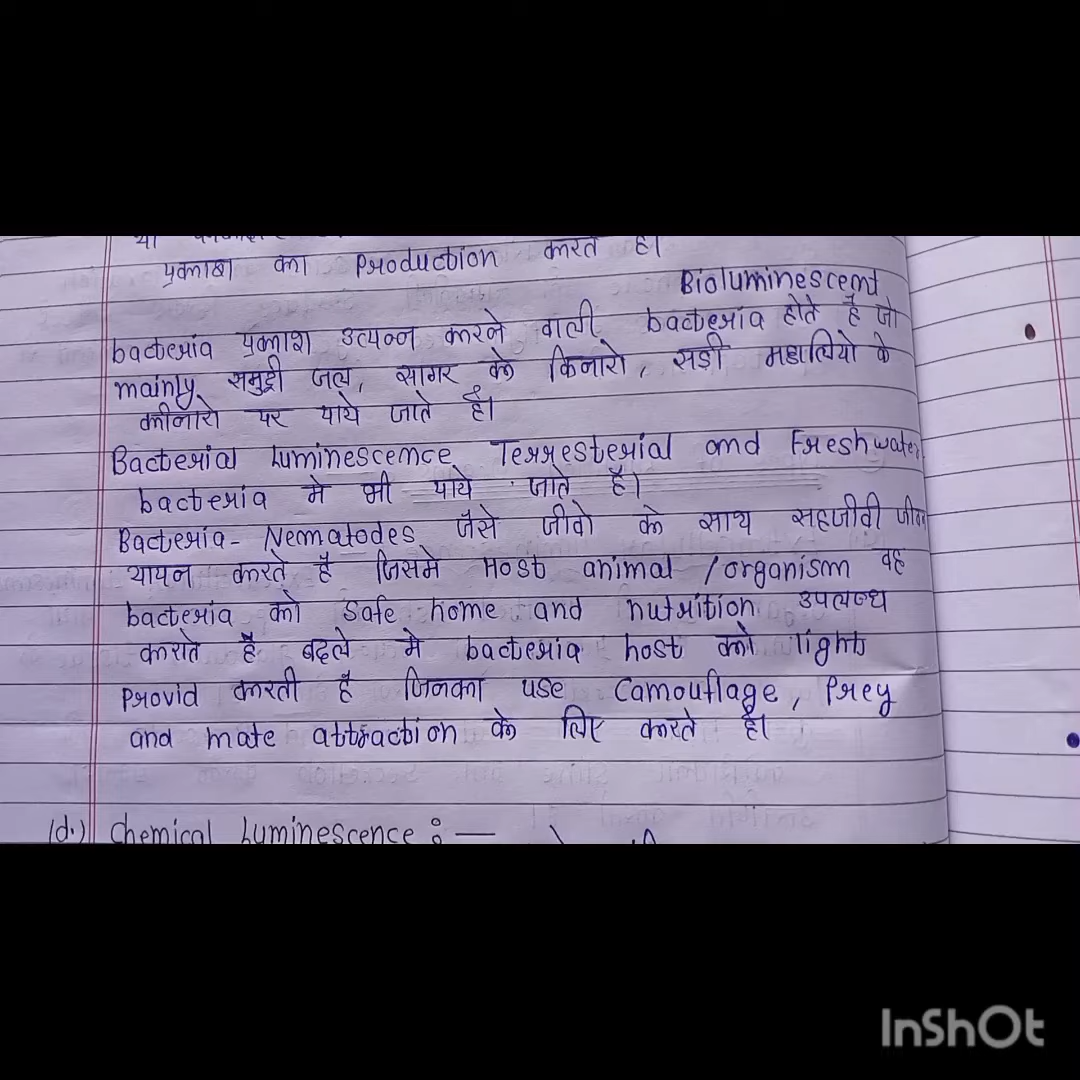 प्रकाश का Production करते है।
Bioluminescent
bacteria प्रकाश उत्पन्न करने वाली bacteria होते है जो
mainly समुद्री जल, सागर के किनारो, सड़ी मछलियो के
कीनारो पर पाये जाते है।
Bacterial Luminescence Terresterial and Freshwater
bacteria मे भी पाये जाते है।
Bacteria- Nematodes जैसे जीवो के साथ सहजीवी जीवन
यापन करते है जिसमे Host animal / organism वह
bacteria को safe home and nutrition उपलब्ध
कराते है बदले मे bacteria host को light
Provid करती है जिनका use Camouflage, Prey
and mate attraction के लिए करते है।
(d.) Chemical Luminescence : —
InShOt